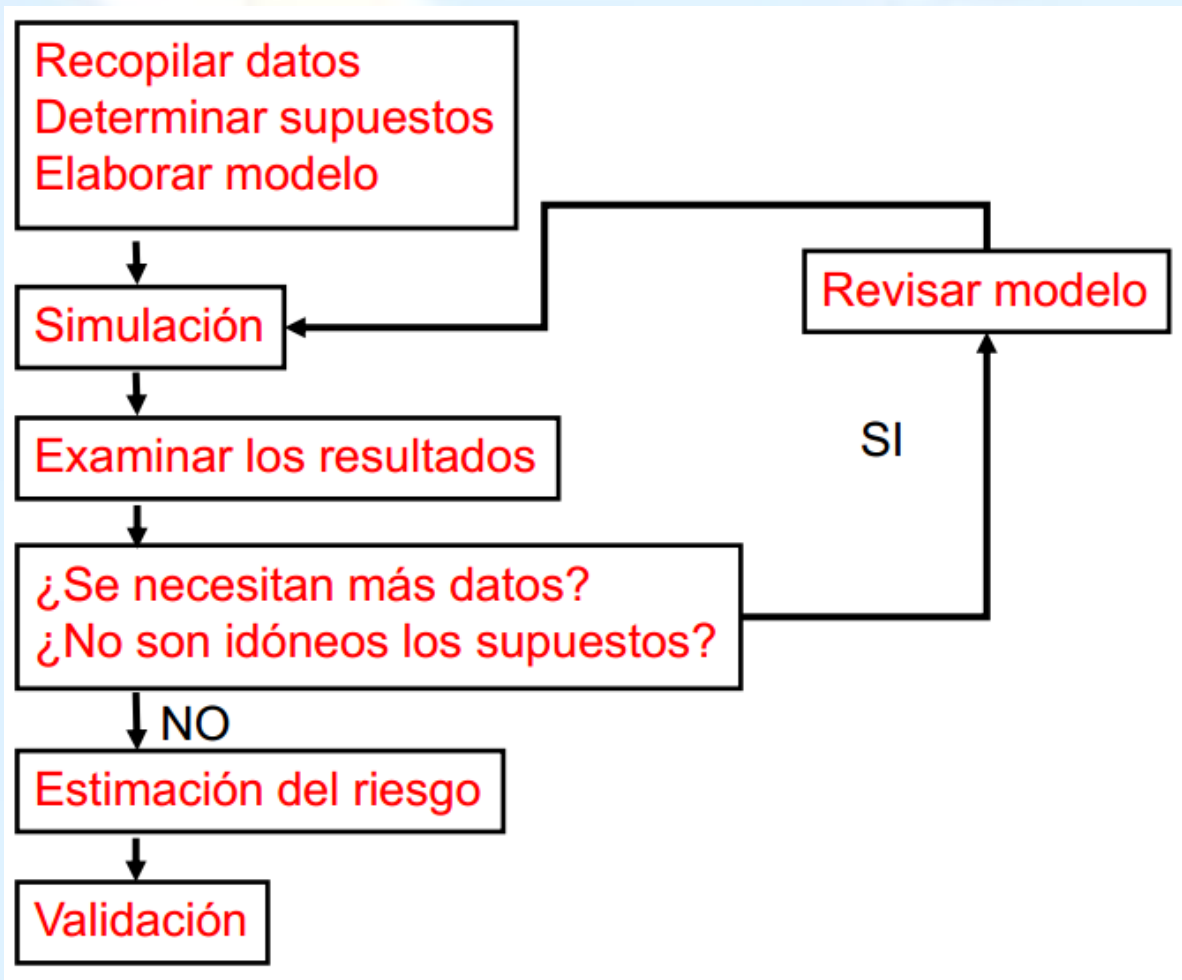 Recopilar datos
Determinar supuestos
Elaborar modelo
Revisar modelo
Simulación
Examinar los resultados
SI
¿Se necesitan más datos?
¿No son idóneos los supuestos?
NO
Estimación del riesgo
Validación